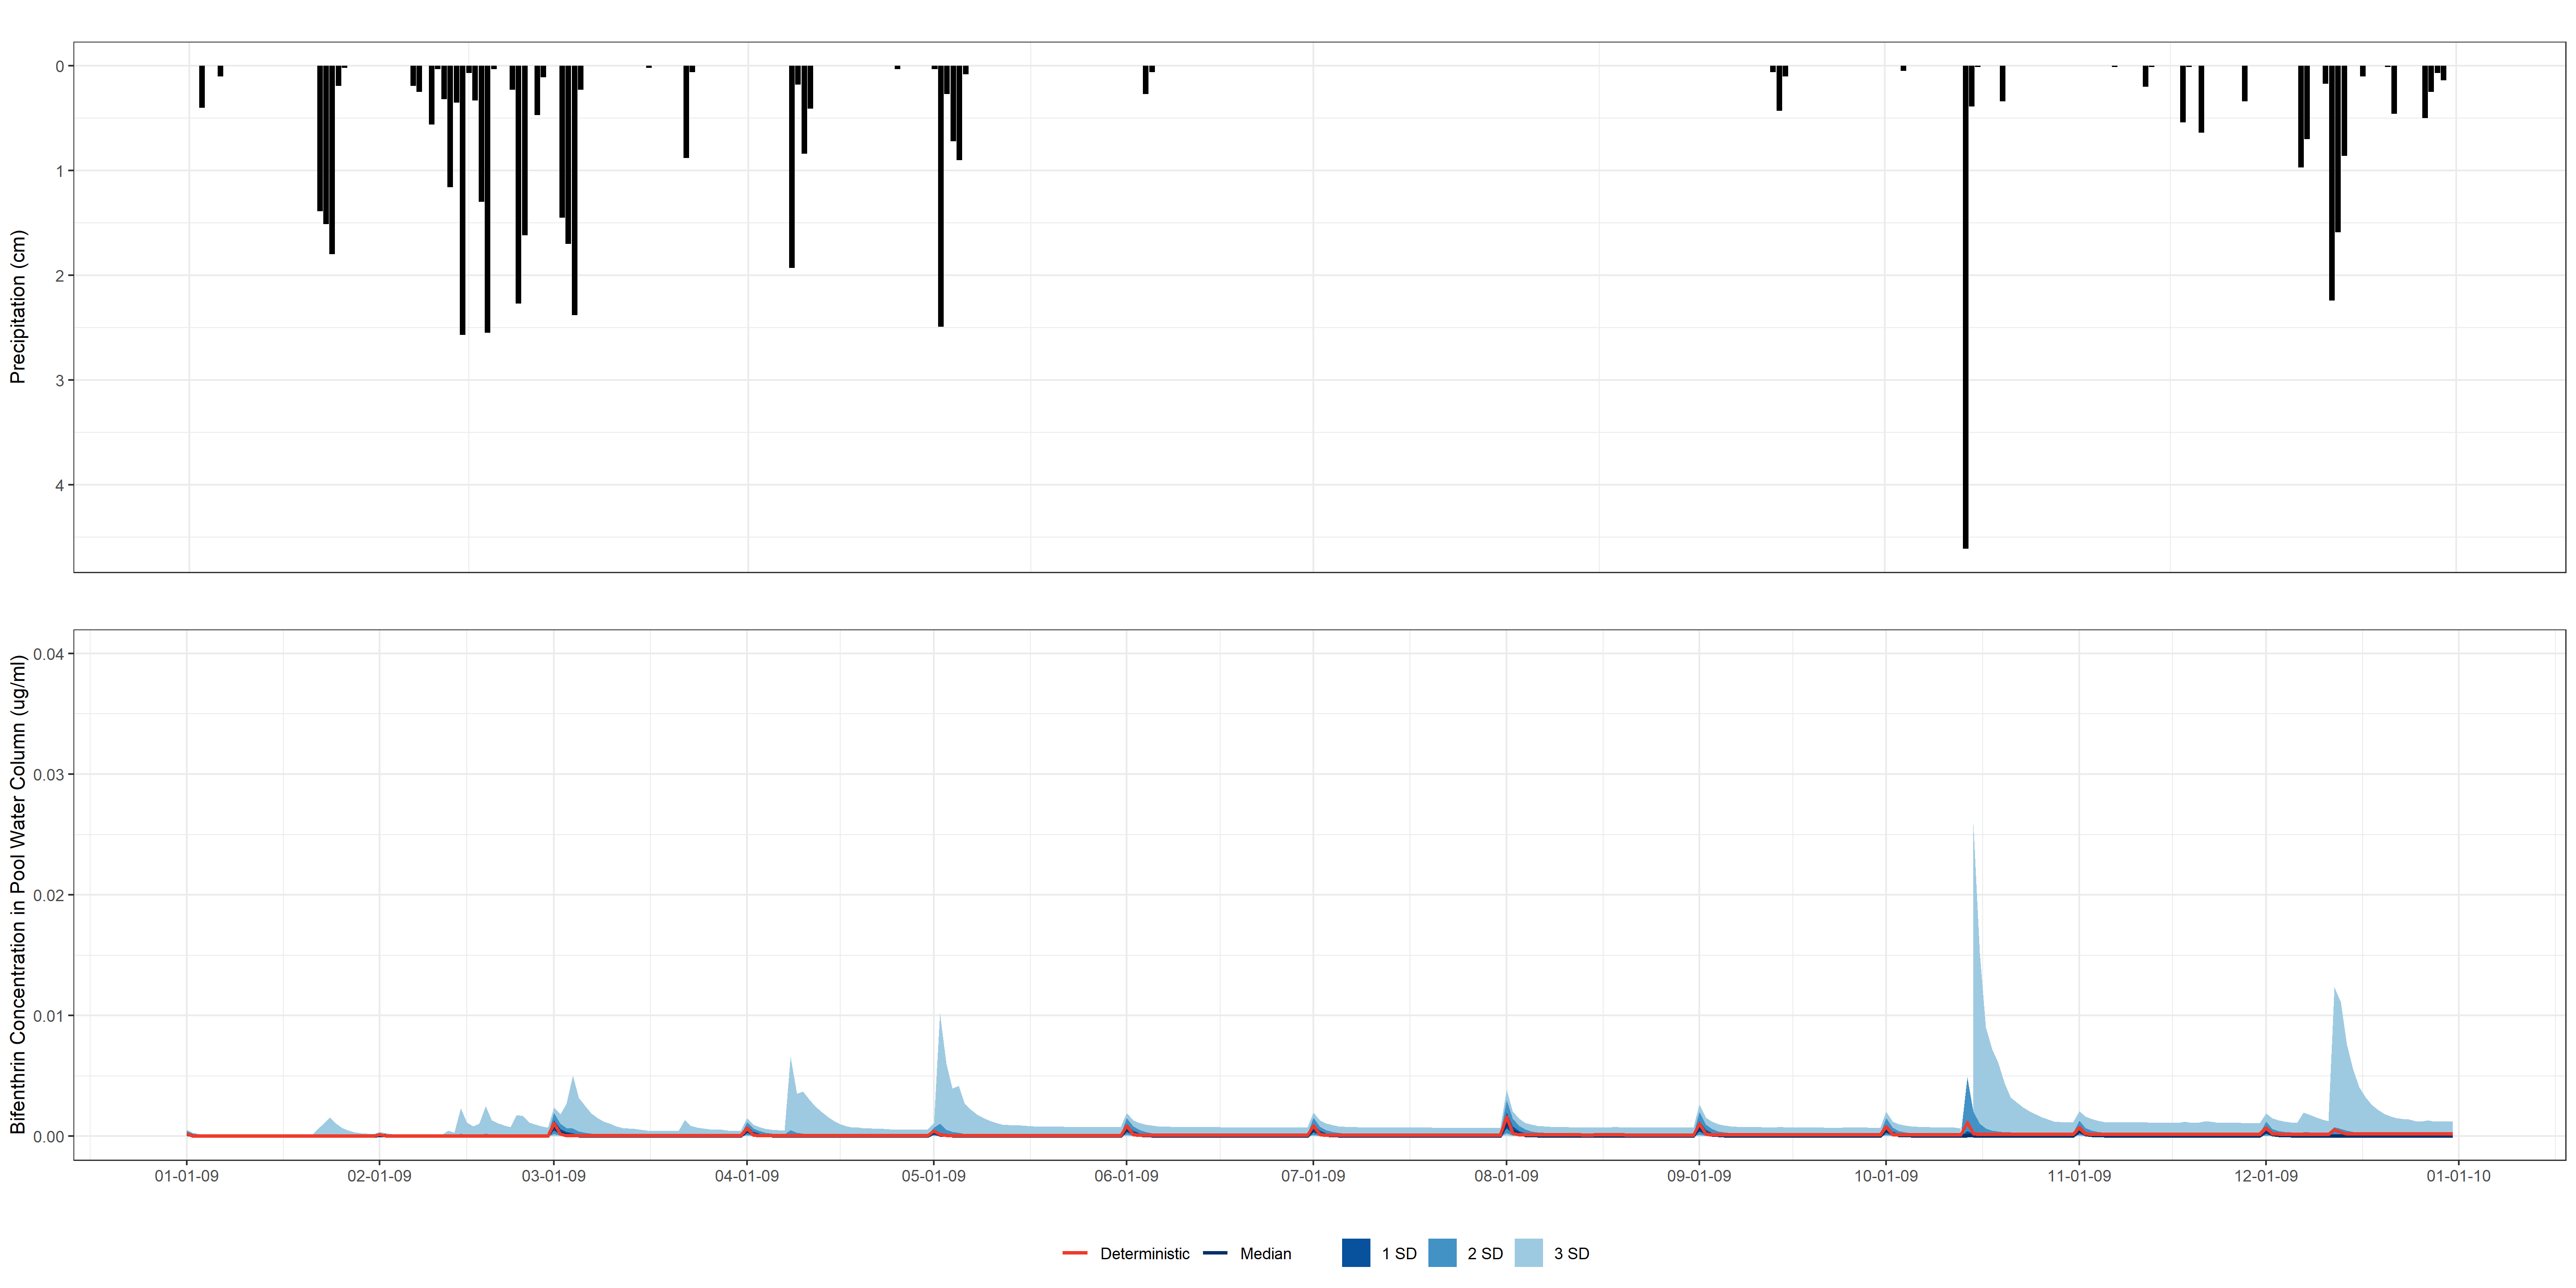 Precipitation (cm)
0
1
2
3
4
Bifenthrin Concentration in Pool Water Column (ug/ml)
0.04
0.03
0.02
0.01
0.00
01-01-09 02-01-09 03-01-09 04-01-09 05-01-09 06-01-09 07-01-09 08-01-09 09-01-09 10-01-09 11-01-09 12-01-09 01-01-10
Deterministic Median 1 SD 2 SD 3 SD